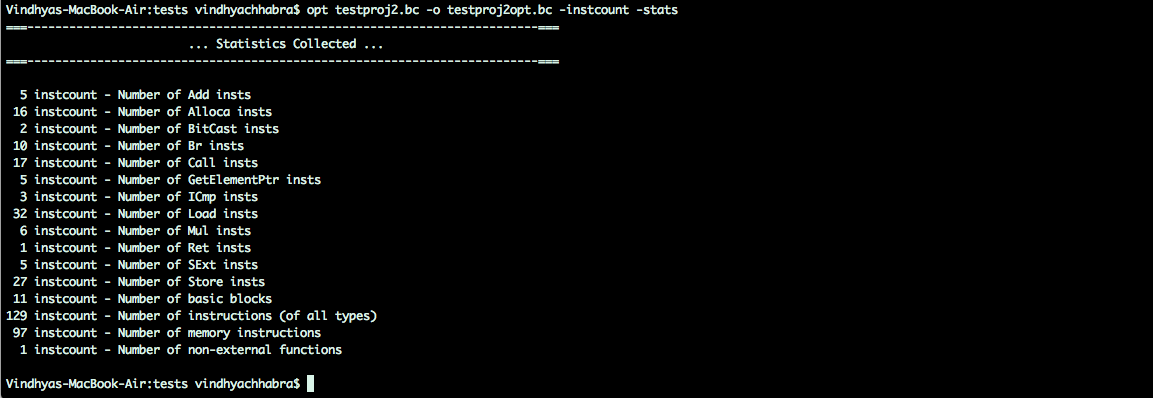 Vindhyas-MacBook-Air:tests vindhyachhabra$ opt testproj2.bc -o testproj2opt.bc -instcount -stats
===-------------------------------------------------------------------------===
... Statistics Collected ...
===-------------------------------------------------------------------------===
5 instcount - Number of Add insts
16 instcount - Number of Alloca insts
2 instcount - Number of BitCast insts
10 instcount - Number of Br insts
17 instcount - Number of Call insts
5 instcount - Number of GetElementPtr insts
3 instcount - Number of ICmp insts
32 instcount - Number of Load insts
6 instcount - Number of Mul insts
1 instcount - Number of Ret insts
5 instcount - Number of SExt insts
27 instcount - Number of Store insts
11 instcount - Number of basic blocks
129 instcount - Number of instructions (of all types)
97 instcount - Number of memory instructions
1 instcount - Number of non-external functions
Vindhyas-MacBook-Air:tests vindhyachhabra$